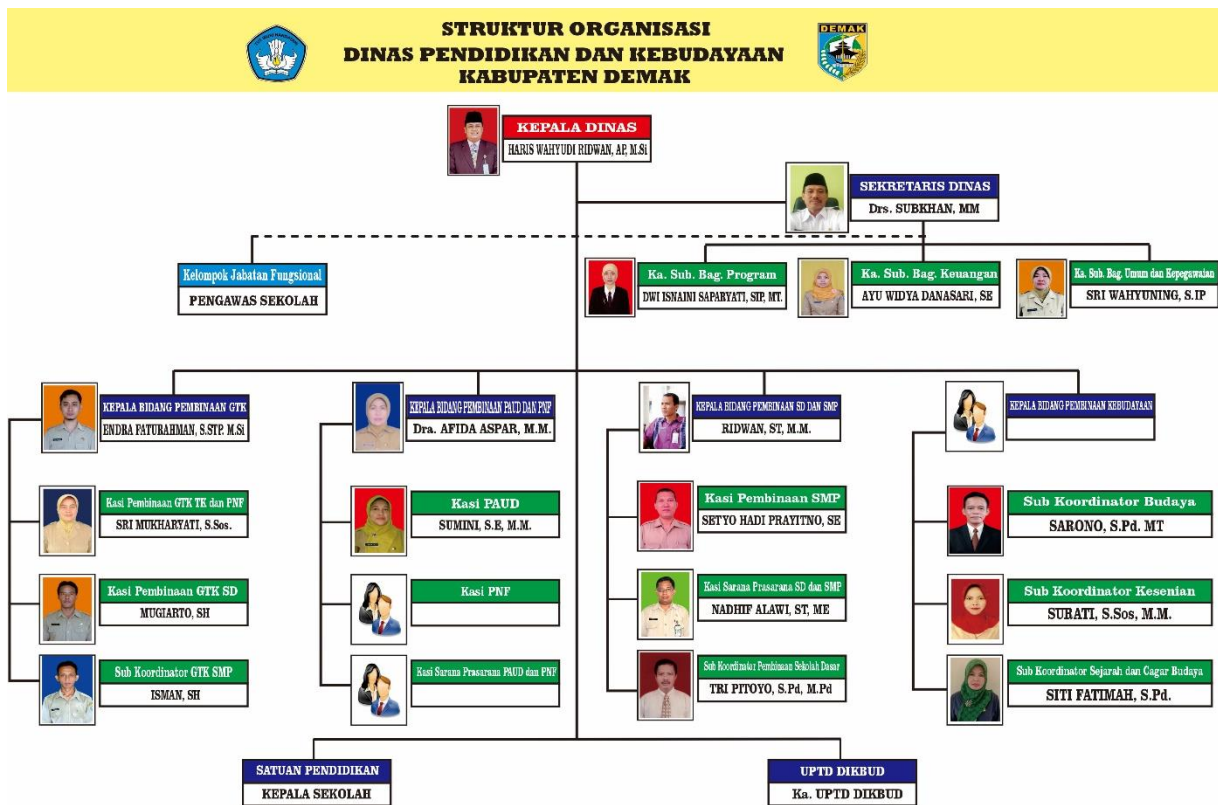 STRUKTUR ORGANISASI
DINAS PENDIDIKAN DAN KEBUDAYAAN
KABUPATEN DEMAK
DEMAK
KEPALA DINAS
HARIS WAHYUDI RIDWAN, AP, M.Si
SEKRETARIS DINAS
Drs. SUBKHAN, MM
Kelompok Jabatan Fungsional
PENGAWAS SEKOLAH
Ka. Sub. Bag. Program
DWI ISNAINI SAPARYATI, SIP, MT.
Ka. Sub. Bag. Keuangan
AYU WIDYA DANASARI, SE
Ka. Sub. Bag. Umum dan Kepegawaian
SRI WAHYUNING, S.IP
KEPALA BIDANG PEMBINAAN GTK
ENDRA FATURAHMAN, S.STP. M.Si
KEPALA BIDANG PEMBINAAN PAUD DAN PNF
Dra. AFIDA ASPAR, M.M.
KEPALA BIDANG PEMBINAAN SD DAN SMP
RIDWAN, ST, M.M.
KEPALA BIDANG PEMBINAAN KEBUDAYAAN
Kasi Pembinaan GTK TK dan PNF
SRI MUKHARYATI, S.Sos.
Kasi PAUD
SUMINI, S.E, M.M.
Kasi Pembinaan SMP
SETYO HADI PRAYITNO, SE
Sub Koordinator Budaya
SARONO, S.Pd. MT
Kasi Pembinaan GTK SD
MUGIARTO, SH
Kasi PNF
Kasi Sarana Prasarana SD dan SMP
NADHIF ALAWI, ST, ME
Sub Koordinator Kesenian
SURATI, S.Sos, M.M.
Sub Koordinator GTK SMP
ISMAN, SH
Kasi Sarana Prasarana PAUD dan PNF
Sub Koordinator Pembinaan Sekolah Dasar
TRI PITOYO, S.Pd, M.Pd
Sub Koordinator Sejarah dan Cagar Budaya
SITI FATIMAH, S.Pd.
SATUAN PENDIDIKAN
KEPALA SEKOLAH
UPTD DIKBUD
Ka. UPTD DIKBUD